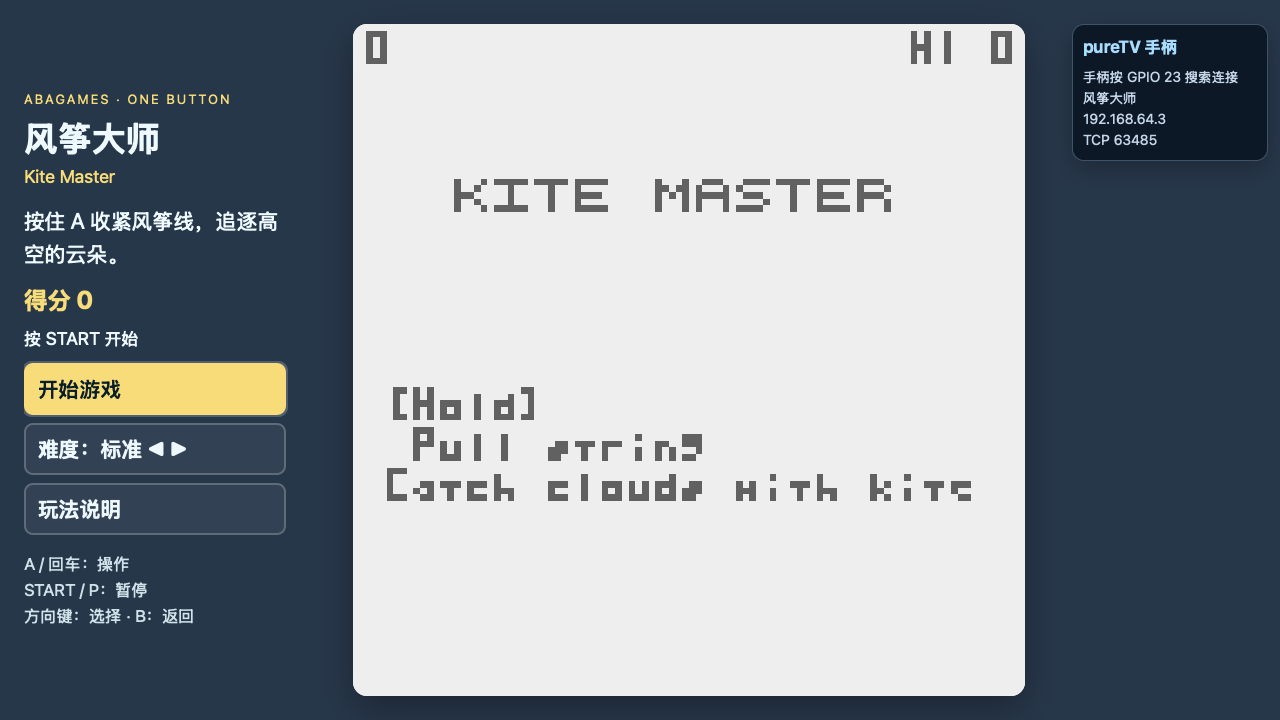 ABAGAMES · ONE BUTTON
风筝大师
Kite Master
按住 A 收紧风筝线，追逐高
空的云朵。
得分 0
按 START 开始
开始游戏
难度：标准 ◀ ▶
玩法说明
A / 回车：操作
START / P：暂停
方向键：选择 · B：返回
0
HI 0
KITE MASTER
[Hold]
Pull string
Catch clouds with kite
pureTV 手柄
手柄按 GPIO 23 搜索连接
风筝大师
192.168.64.3
TCP 63485